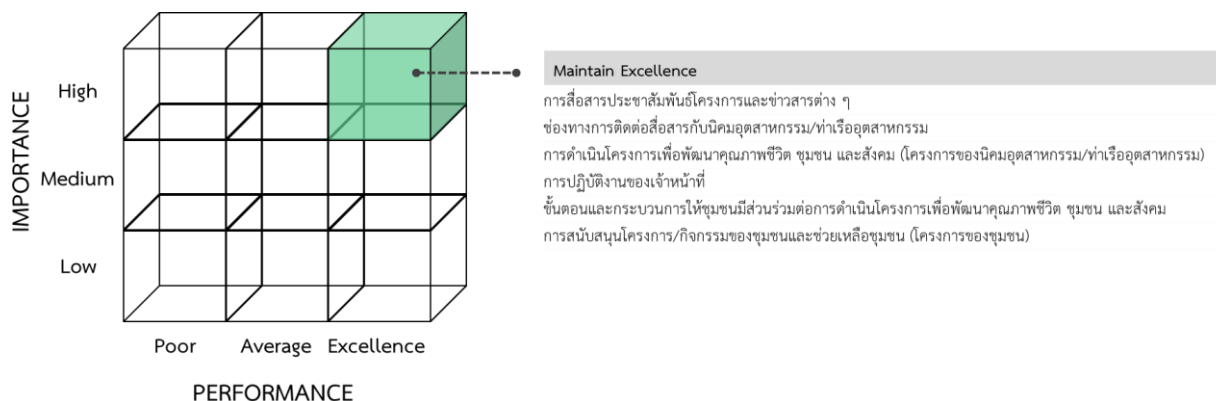 IMPORTANCE
High
Medium
Low
Poor Average Excellence
PERFORMANCE
Maintain Excellence
การสื่อสารประชาสัมพันธ์โครงการและข่าวสารต่าง ๆ
ช่องทางการติดต่อสื่อสารกับนิคมอุตสาหกรรม/ท่าเรืออุตสาหกรรม
การดำเนินโครงการเพื่อพัฒนาคุณภาพชีวิต ชุมชน และสังคม (โครงการของนิคมอุตสาหกรรม/ท่าเรืออุตสาหกรรม)
การปฏิบัติงานของเจ้าหน้าที่
ขั้นตอนและกระบวนการให้ชุมชนมีส่วนร่วมต่อการดำเนินโครงการเพื่อพัฒนาคุณภาพชีวิต ชุมชน และสังคม
การสนับสนุนโครงการ/กิจกรรมของชุมชนและช่วยเหลือชุมชน (โครงการของชุมชน)